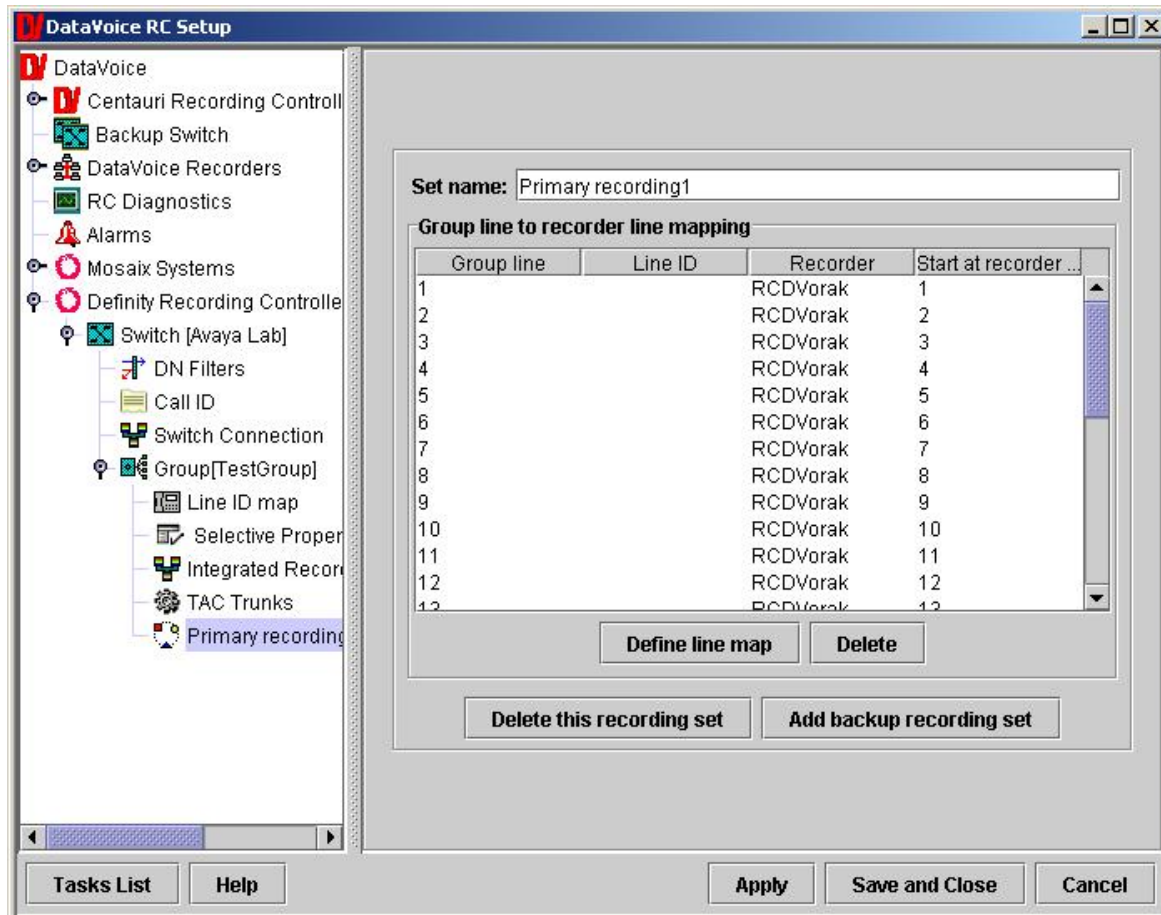 DataVoice RC Setup
DataVoice
Centauri Recording Controll
Backup Switch
DataVoice Recorders
RC Diagnostics
Alarms
Mosaix Systems
Definity Recording Controlle
Switch [Avaya Lab]
DN Filters
Call ID
Switch Connection
Group[TestGroup]
Line ID map
Selective Proper
Integrated Recor
TAC Trunks
Primary recording
Set name: Primary recording1
Group line to recorder line mapping
Group line Line ID Recorder Start at recorder ...
1 RCDVorak 1
2 RCDVorak 2
3 RCDVorak 3
4 RCDVorak 4
5 RCDVorak 5
6 RCDVorak 6
7 RCDVorak 7
8 RCDVorak 8
9 RCDVorak 9
10 RCDVorak 10
11 RCDVorak 11
12 RCDVorak 12
13 RCDVorak 13
Define line map Delete
Delete this recording set Add backup recording set
Tasks List Help Apply Save and Close Cancel